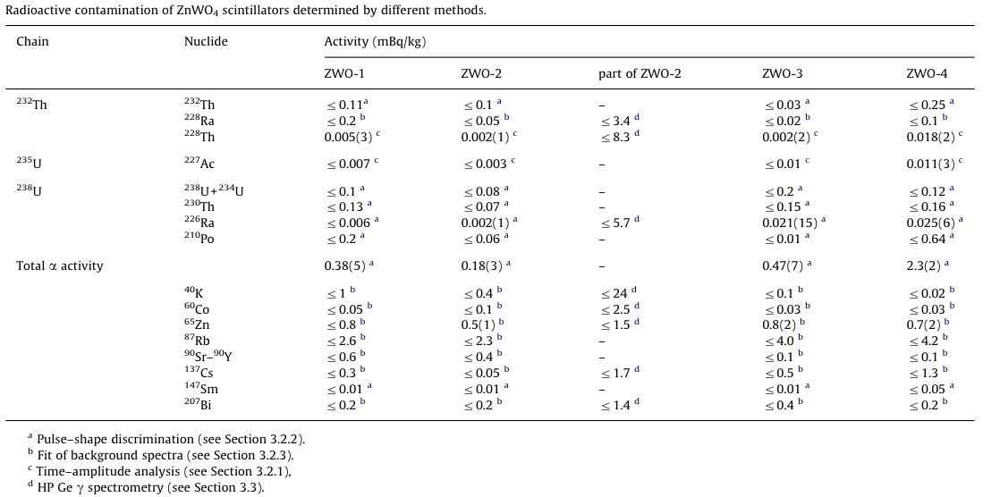 Radioactive contamination of ZnWO₄ scintillators determined by different methods.
Chain Nuclide Activity (mBq/kg)
ZWO-1 ZWO-2 part of ZWO-2 ZWO-3 ZWO-4
²³²Th ²³²Th ≤ 0.11ᵃ ≤ 0.1 ᵃ – ≤ 0.03 ᵃ ≤ 0.25 ᵃ
²²⁸Ra ≤ 0.2 ᵇ ≤ 0.05 ᵇ ≤ 3.4 ᵈ ≤ 0.02 ᵇ ≤ 0.1 ᵇ
²²⁸Th 0.005(3) ᶜ 0.002(1) ᶜ ≤ 8.3 ᵈ 0.002(2) ᶜ 0.018(2) ᶜ
²³⁵U ²²⁷Ac ≤ 0.007 ᶜ ≤ 0.003 ᶜ – ≤ 0.01 ᶜ 0.011(3) ᶜ
²³⁸U ²³⁸U+²³⁴U ≤ 0.1 ᵃ ≤ 0.08 ᵃ – ≤ 0.2 ᵃ ≤ 0.12 ᵃ
²³⁰Th ≤ 0.13 ᵃ ≤ 0.07 ᵃ – ≤ 0.15 ᵃ ≤ 0.16 ᵃ
²²⁶Ra ≤ 0.006 ᵃ 0.002(1) ᵃ ≤ 5.7 ᵈ 0.021(15) ᵃ 0.025(6) ᵃ
²¹⁰Po ≤ 0.2 ᵃ ≤ 0.06 ᵃ – ≤ 0.01 ᵃ ≤ 0.64 ᵃ
Total α activity 0.38(5) ᵃ 0.18(3) ᵃ – 0.47(7) ᵃ 2.3(2) ᵃ
⁴⁰K ≤ 1 ᵇ ≤ 0.4 ᵇ ≤ 24 ᵈ ≤ 0.1 ᵇ ≤ 0.02 ᵇ
⁶⁰Co ≤ 0.05 ᵇ ≤ 0.1 ᵇ ≤ 2.5 ᵈ ≤ 0.03 ᵇ ≤ 0.03 ᵇ
⁶⁵Zn ≤ 0.8 ᵇ 0.5(1) ᵇ ≤ 1.5 ᵈ 0.8(2) ᵇ 0.7(2) ᵇ
⁸⁷Rb ≤ 2.6 ᵇ ≤ 2.3 ᵇ – ≤ 4.0 ᵇ ≤ 4.2 ᵇ
⁹⁰Sr–⁹⁰Y ≤ 0.6 ᵇ ≤ 0.4 ᵇ – ≤ 0.1 ᵇ ≤ 0.1 ᵇ
¹³⁷Cs ≤ 0.3 ᵇ ≤ 0.05 ᵇ ≤ 1.7 ᵈ ≤ 0.5 ᵇ ≤ 1.3 ᵇ
¹⁴⁷Sm ≤ 0.01 ᵃ ≤ 0.01 ᵃ – ≤ 0.01 ᵃ ≤ 0.05 ᵃ
²⁰⁷Bi ≤ 0.2 ᵇ ≤ 0.2 ᵇ ≤ 1.4 ᵈ ≤ 0.4 ᵇ ≤ 0.2 ᵇ
ᵃ Pulse–shape discrimination (see Section 3.2.2).
ᵇ Fit of background spectra (see Section 3.2.3).
ᶜ Time–amplitude analysis (see Section 3.2.1),
ᵈ HP Ge γ spectrometry (see Section 3.3).